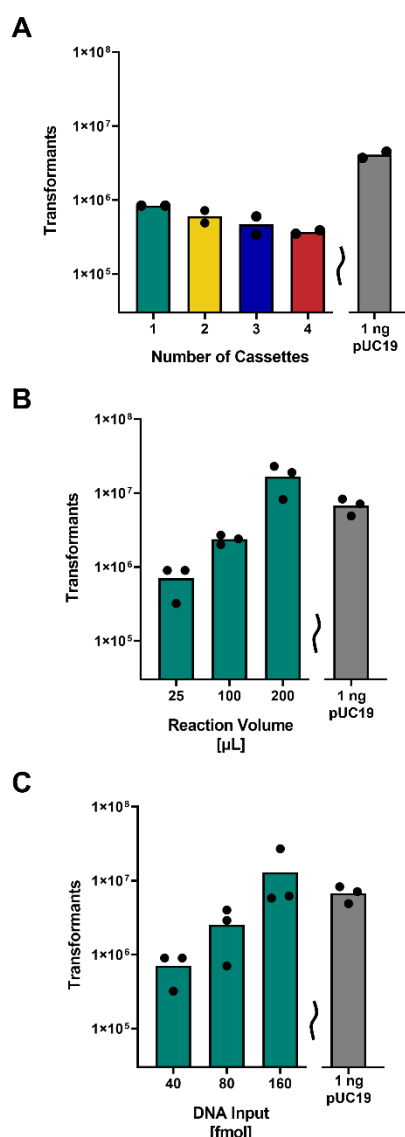 A
Transformants
1×10⁸
1×10⁷
1×10⁶
1×10⁵
1 2 3 4 1 ng
pUC19
Number of Cassettes
B
Transformants
1×10⁸
1×10⁷
1×10⁶
1×10⁵
25 100 200 1 ng
pUC19
Reaction Volume
[µL]
C
Transformants
1×10⁸
1×10⁷
1×10⁶
1×10⁵
40 80 160 1 ng
pUC19
DNA Input
[fmol]